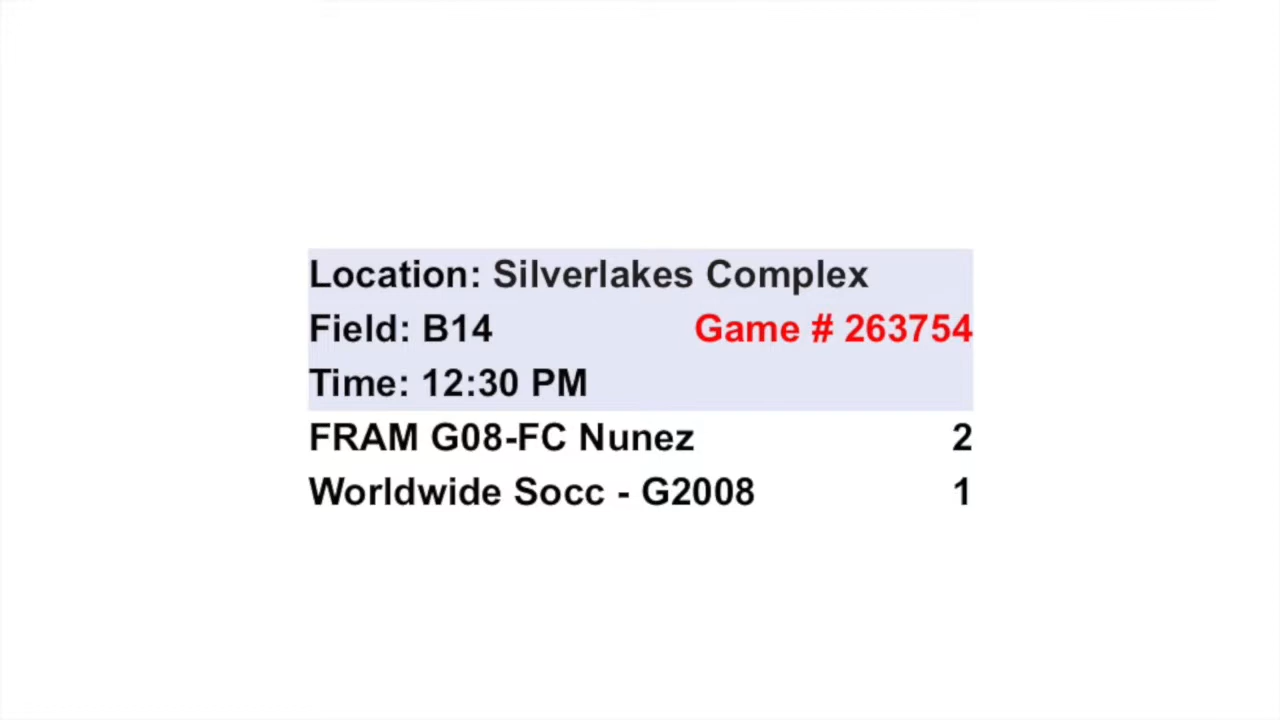 Location: Silverlakes Complex
Field: B14 Game # 263754
Time: 12:30 PM
FRAM G08-FC Nunez 2
Worldwide Socc - G2008 1